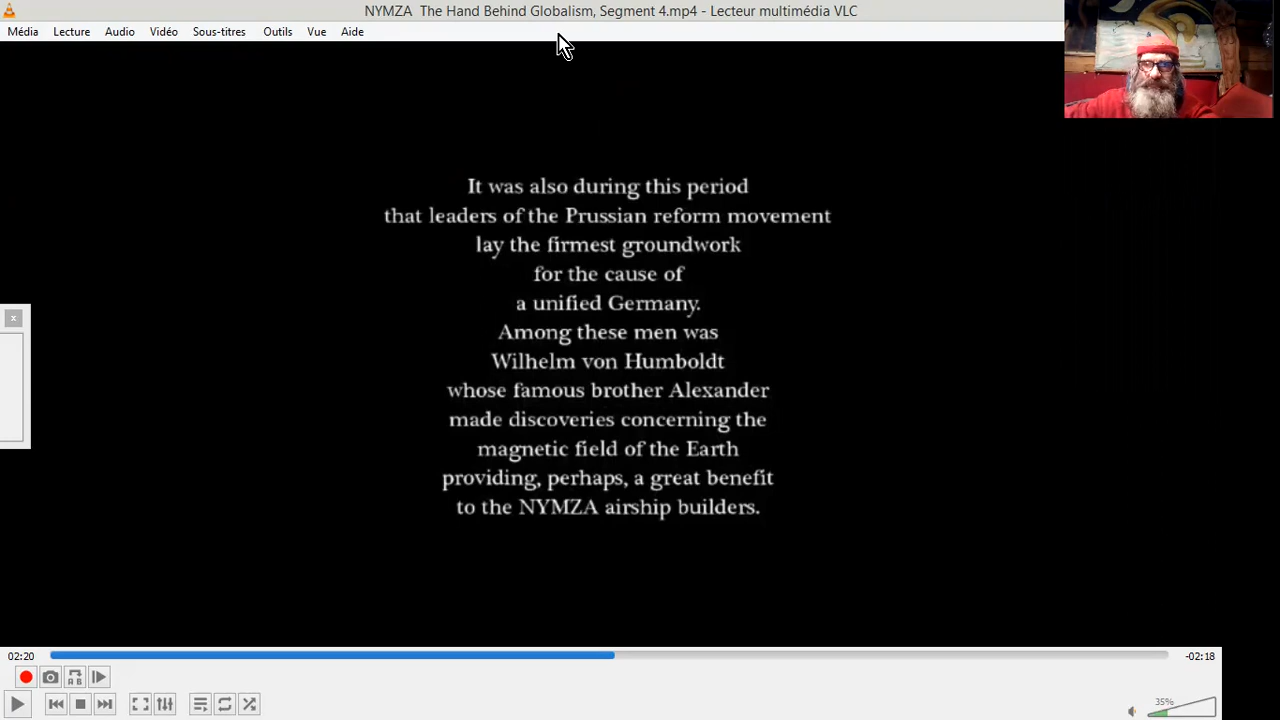 NYMZA  The Hand Behind Globalism, Segment 4.mp4 - Lecteur multimédia VLC
Média Lecture Audio Vidéo Sous-titres Outils Vue Aide
It was also during this period
that leaders of the Prussian reform movement
lay the firmest groundwork
for the cause of
a unified Germany.
Among these men was
Wilhelm von Humboldt
whose famous brother Alexander
made discoveries concerning the
magnetic field of the Earth
providing, perhaps, a great benefit
to the NYMZA airship builders.
x
02:20 -02:18
A B
35%